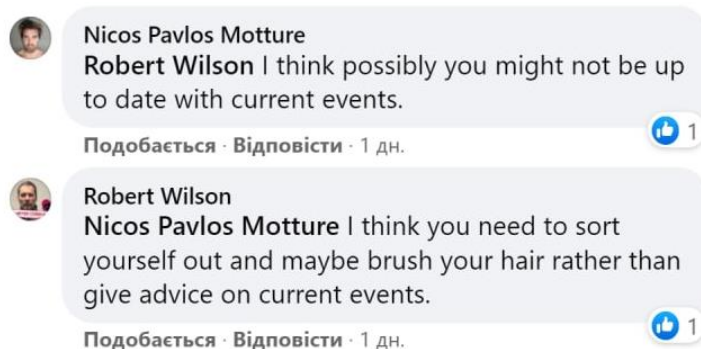 Nicos Pavlos Motture
Robert Wilson I think possibly you might not be up
to date with current events.
1
Подобається · Відповісти · 1 дн.
Robert Wilson
Nicos Pavlos Motture I think you need to sort
yourself out and maybe brush your hair rather than
give advice on current events.
1
Подобається · Відповісти · 1 дн.